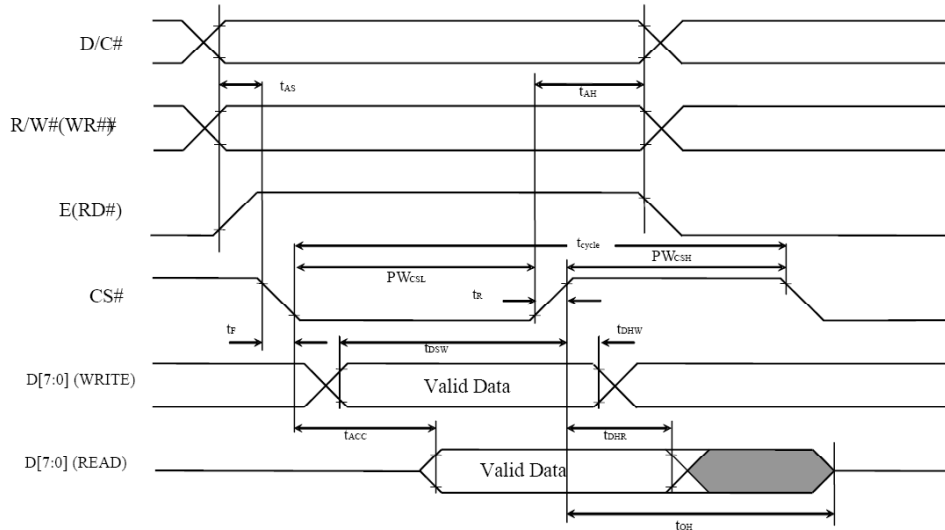 D/C#
tAS
tAH
R/W#(WR##)
E(RD#)
tcycle
PWCSL
PWCSH
CS#
tR
tF
tDSW
tDHW
D[7:0] (WRITE)
Valid Data
tACC
tDHR
D[7:0] (READ)
Valid Data
tOH